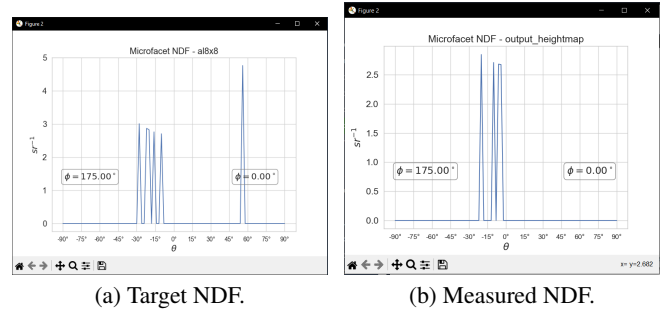 Figure 2
Microfacet NDF - al8x8
5
4
3
2
1
0
sr⁻¹
ϕ = 175.00°
ϕ = 0.00°
-90° -75° -60° -45° -30° -15° 0° 15° 30° 45° 60° 75° 90°
θ
(a) Target NDF.
Figure 2
Microfacet NDF - output_heightmap
2.5
2.0
1.5
1.0
0.5
0.0
sr⁻¹
ϕ = 175.00°
ϕ = 0.00°
-90° -75° -60° -45° -30° -15° 0° 15° 30° 45° 60° 75° 90°
θ
x= y=2.682
(b) Measured NDF.